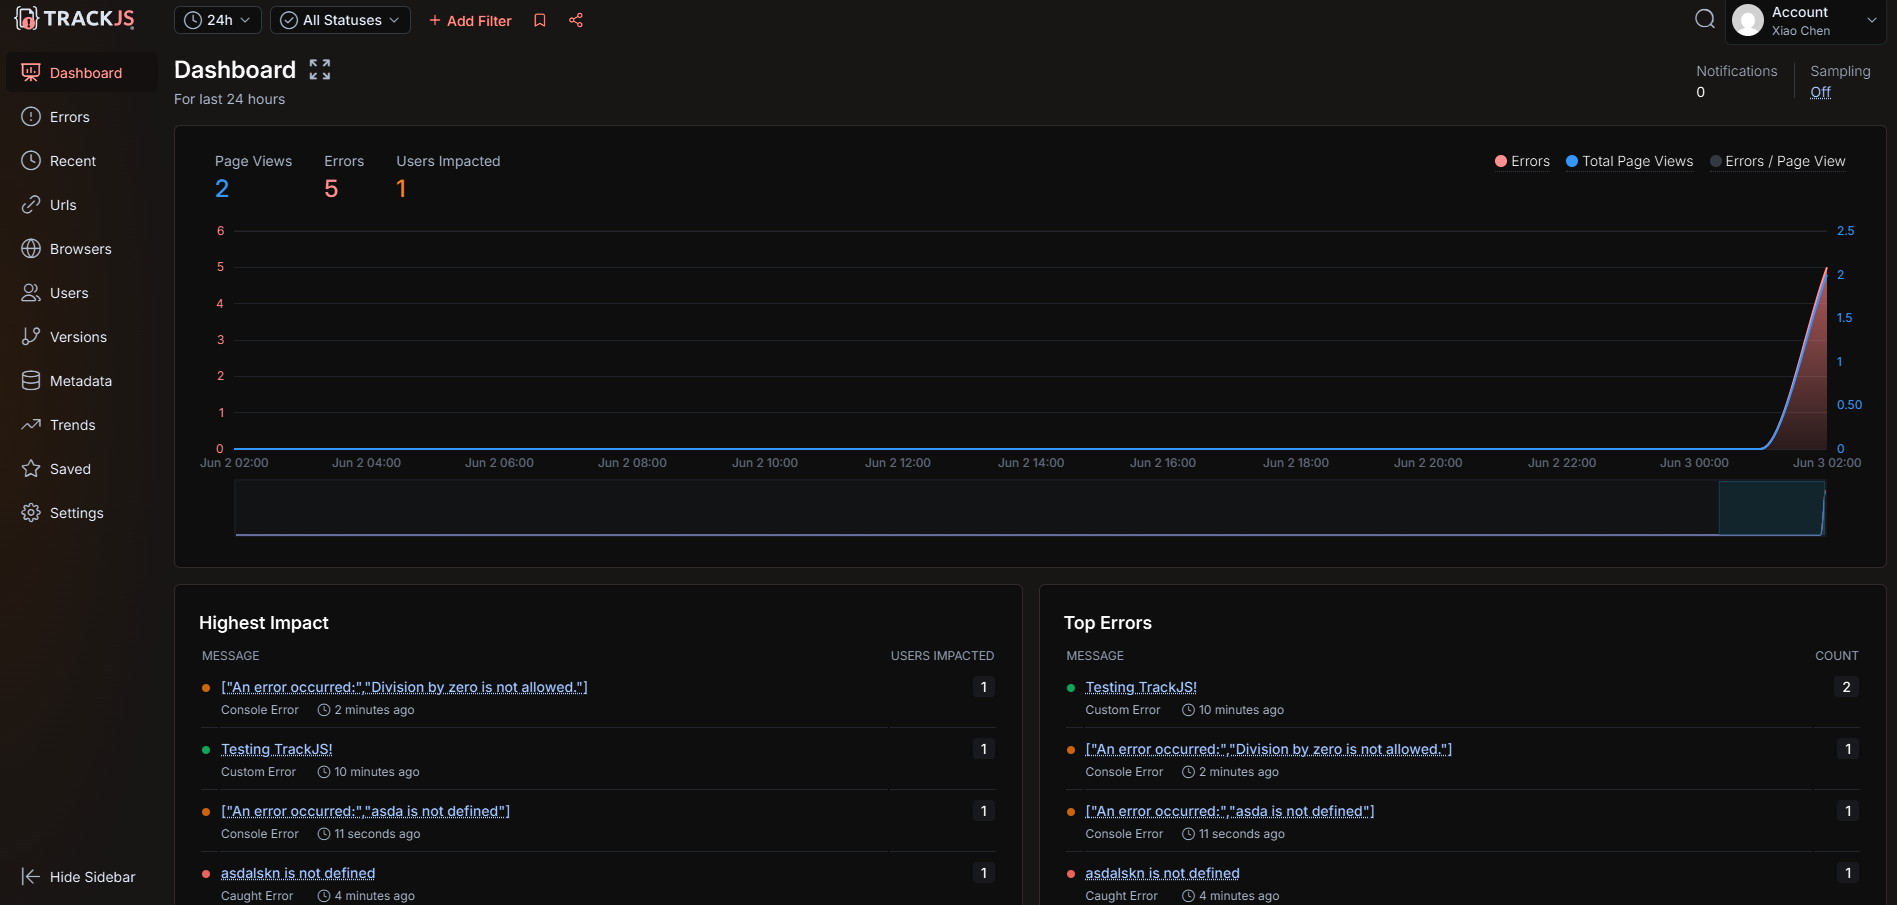 TRACKJS
24h
All Statuses
+ Add Filter
Account
Xiao Chen
Dashboard
Errors
Recent
Urls
Browsers
Users
Versions
Metadata
Trends
Saved
Settings
Hide Sidebar
Dashboard
For last 24 hours
Notifications
0
Sampling
Off
Page Views
2
Errors
5
Users Impacted
1
Errors
Total Page Views
Errors / Page View
6
5
4
3
2
1
0
2.5
2
1.5
1
0.50
0
Jun 2 02:00
Jun 2 04:00
Jun 2 06:00
Jun 2 08:00
Jun 2 10:00
Jun 2 12:00
Jun 2 14:00
Jun 2 16:00
Jun 2 18:00
Jun 2 20:00
Jun 2 22:00
Jun 3 00:00
Jun 3 02:00
Highest Impact
MESSAGE USERS IMPACTED
["An error occurred:","Division by zero is not allowed."] 1
Console Error 2 minutes ago
Testing TrackJS! 1
Custom Error 10 minutes ago
["An error occurred:","asda is not defined"] 1
Console Error 11 seconds ago
asdalskn is not defined 1
Caught Error 4 minutes ago
Top Errors
MESSAGE COUNT
Testing TrackJS! 2
Custom Error 10 minutes ago
["An error occurred:","Division by zero is not allowed."] 1
Console Error 2 minutes ago
["An error occurred:","asda is not defined"] 1
Console Error 11 seconds ago
asdalskn is not defined 1
Caught Error 4 minutes ago